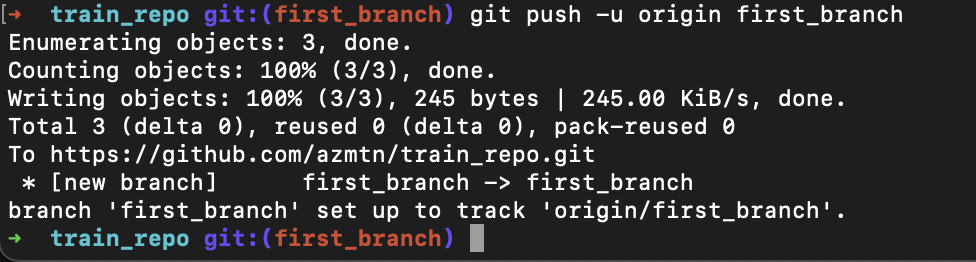 [→ train_repo git:(first_branch) git push -u origin first_branch
Enumerating objects: 3, done.
Counting objects: 100% (3/3), done.
Writing objects: 100% (3/3), 245 bytes | 245.00 KiB/s, done.
Total 3 (delta 0), reused 0 (delta 0), pack-reused 0
To https://github.com/azmtn/train_repo.git
 * [new branch]      first_branch -> first_branch
branch 'first_branch' set up to track 'origin/first_branch'.
→ train_repo git:(first_branch)